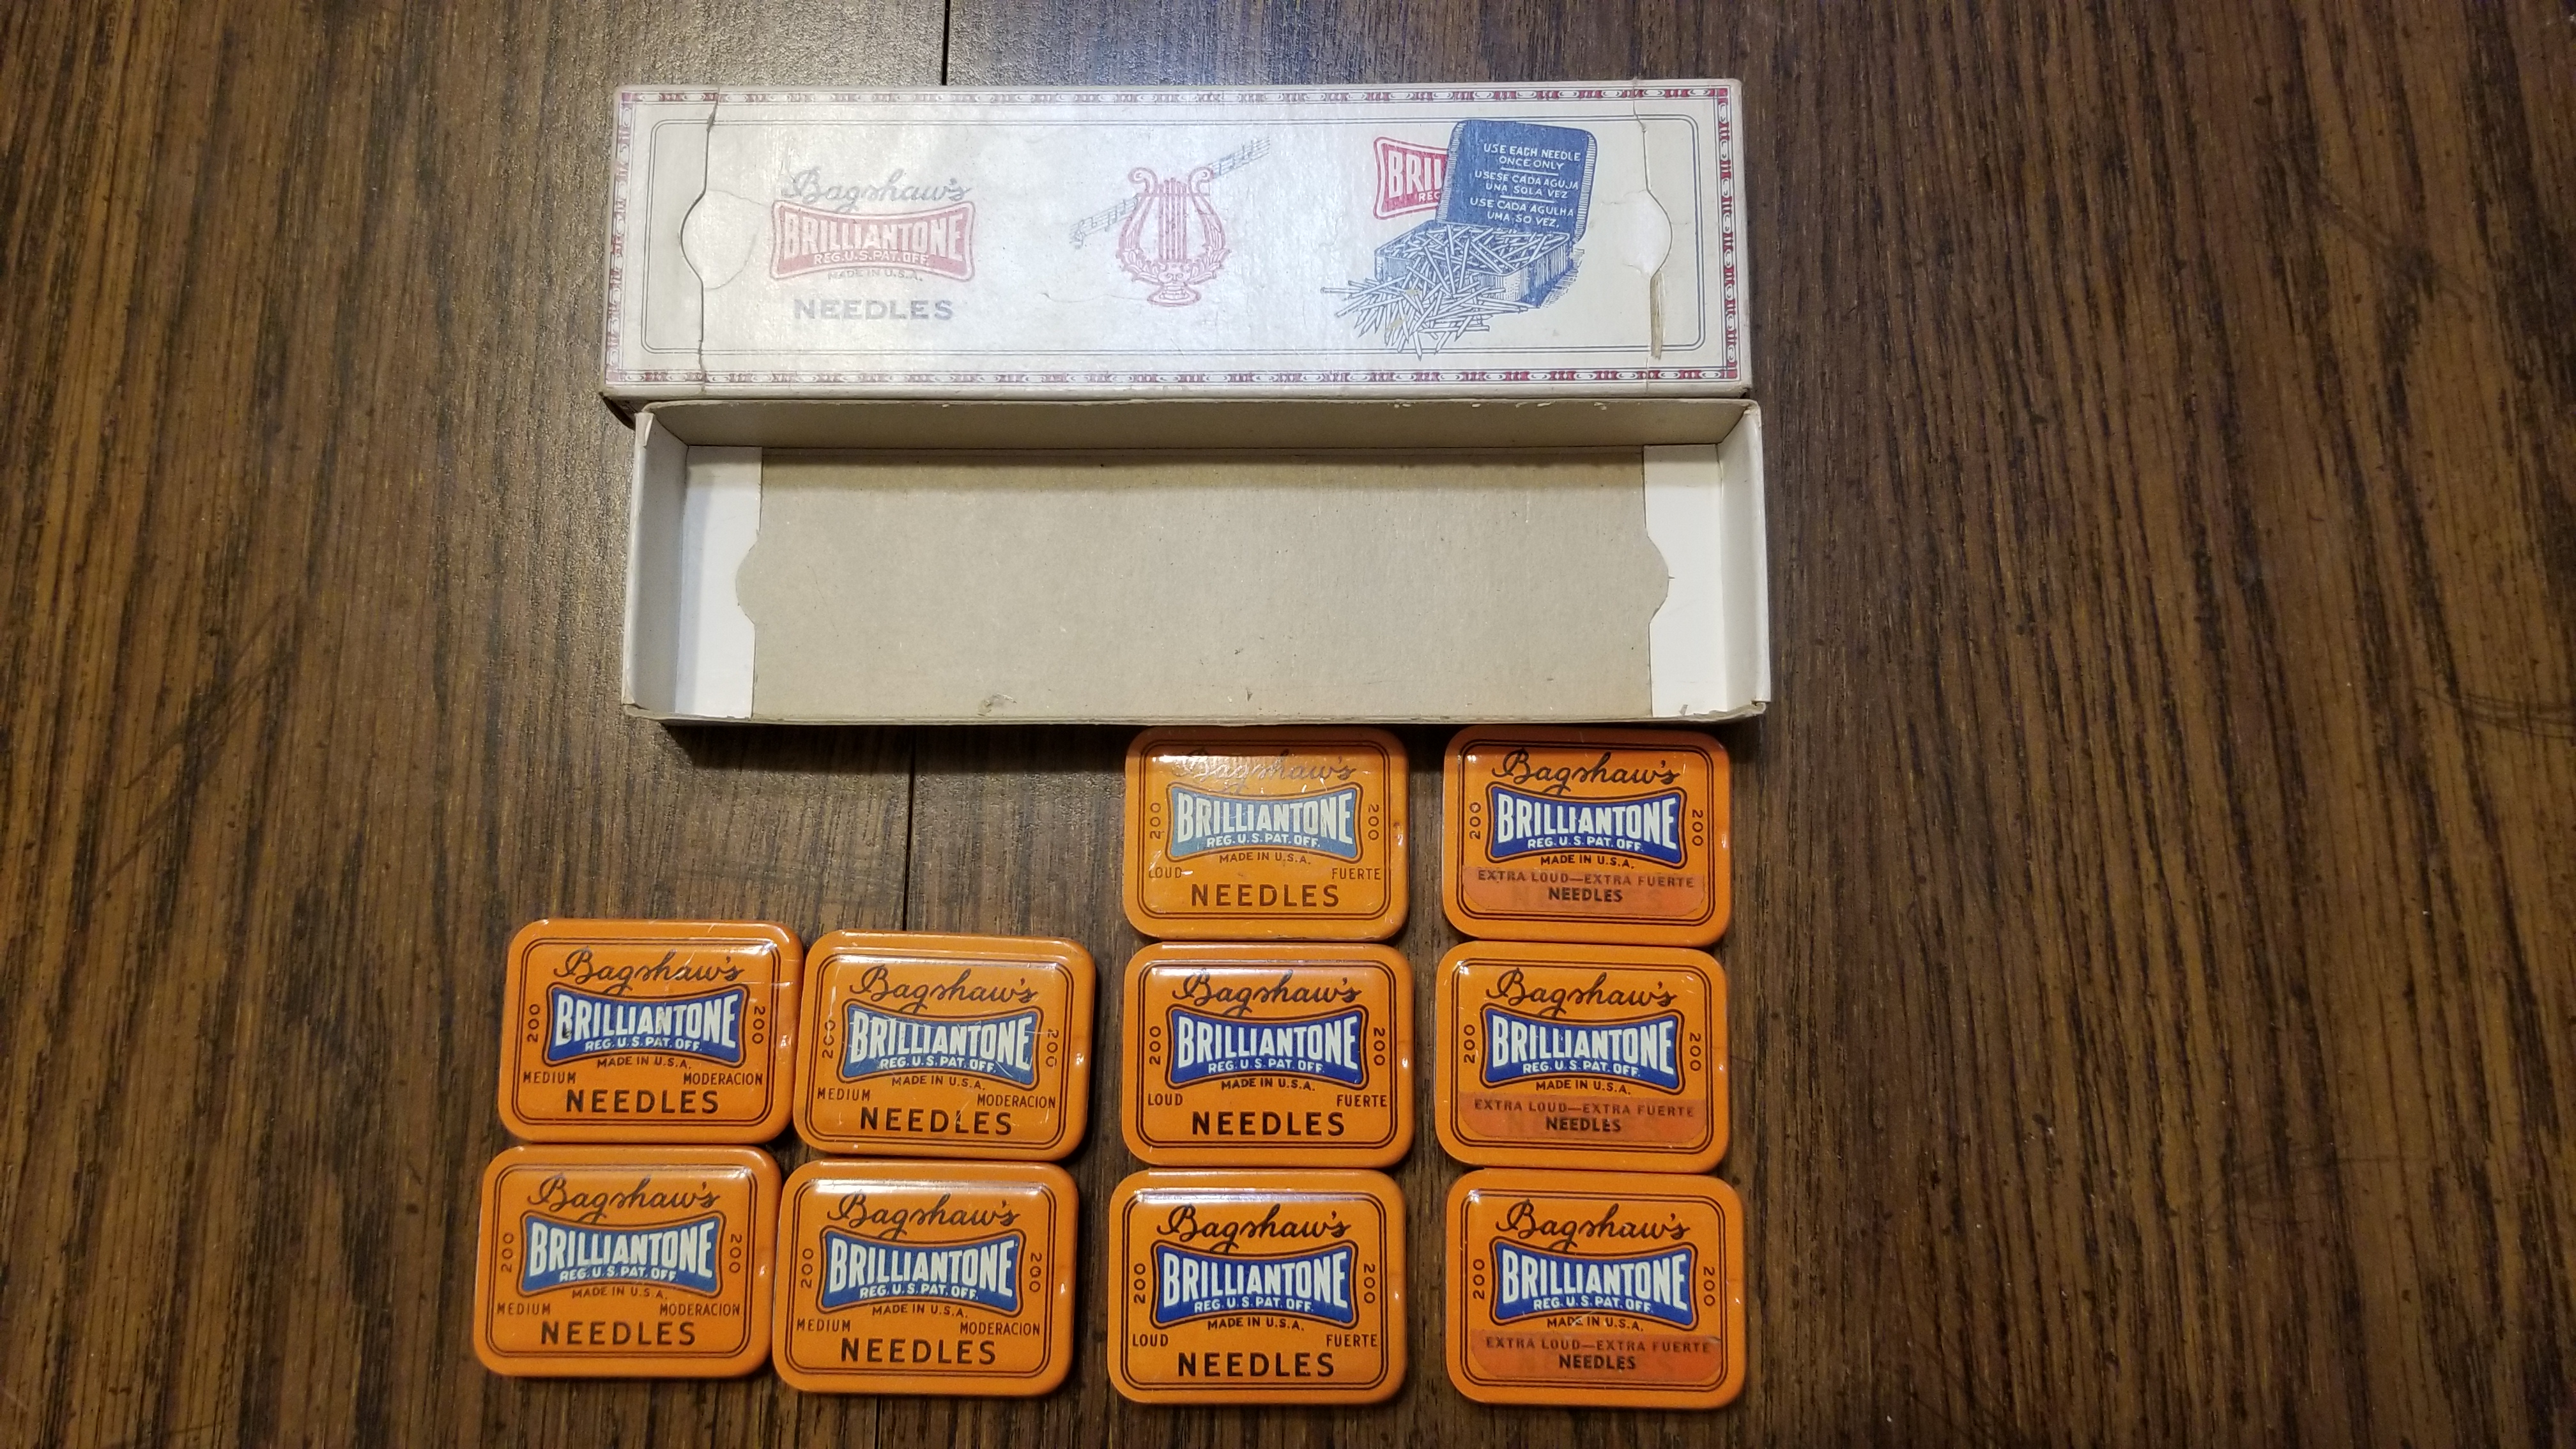 Bagshaw's
BRILLIANTONE
REG. U.S. PAT. OFF.
MADE IN U.S.A.
NEEDLES
BRIL
REG
USE EACH NEEDLE
ONCE ONLY
USESE CADA AGUJA
UNA SOLA VEZ
USE CADA AGULHA
UMA SO VEZ.
Bagshaw's
200 BRILLIANTONE 200
REG. U.S. PAT. OFF.
MADE IN U.S.A.
LOUD FUERTE
NEEDLES
Bagshaw's
200 BRILLIANTONE 200
REG. U.S. PAT. OFF.
MADE IN U.S.A.
EXTRA LOUD—EXTRA FUERTE
NEEDLES
Bagshaw's
200 BRILLIANTONE 200
REG. U.S. PAT. OFF.
MADE IN U.S.A.
MEDIUM MODERACION
NEEDLES
Bagshaw's
200 BRILLIANTONE 200
REG. U.S. PAT. OFF.
MADE IN U.S.A.
MEDIUM MODERACION
NEEDLES
Bagshaw's
200 BRILLIANTONE 200
REG. U.S. PAT. OFF.
MADE IN U.S.A.
LOUD FUERTE
NEEDLES
Bagshaw's
200 BRILLIANTONE 200
REG. U.S. PAT. OFF.
MADE IN U.S.A.
EXTRA LOUD—EXTRA FUERTE
NEEDLES
Bagshaw's
200 BRILLIANTONE 200
REG. U.S. PAT. OFF.
MADE IN U.S.A.
MEDIUM MODERACION
NEEDLES
Bagshaw's
200 BRILLIANTONE 200
REG. U.S. PAT. OFF.
MADE IN U.S.A.
MEDIUM MODERACION
NEEDLES
Bagshaw's
200 BRILLIANTONE 200
REG. U.S. PAT. OFF.
MADE IN U.S.A.
LOUD FUERTE
NEEDLES
Bagshaw's
200 BRILLIANTONE 200
REG. U.S. PAT. OFF.
MADE IN U.S.A.
EXTRA LOUD—EXTRA FUERTE
NEEDLES